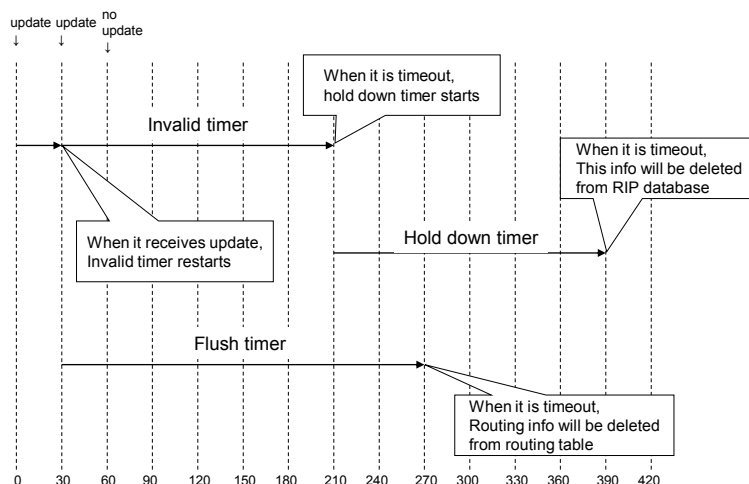 no
update update update
↓ ↓ ↓
When it is timeout,
hold down timer starts
Invalid timer
When it is timeout,
This info will be deleted
from RIP database
When it receives update,
Invalid timer restarts
Hold down timer
Flush timer
When it is timeout,
Routing info will be deleted
from routing table
0 30 60 90 120 150 180 210 240 270 300 330 360 390 420